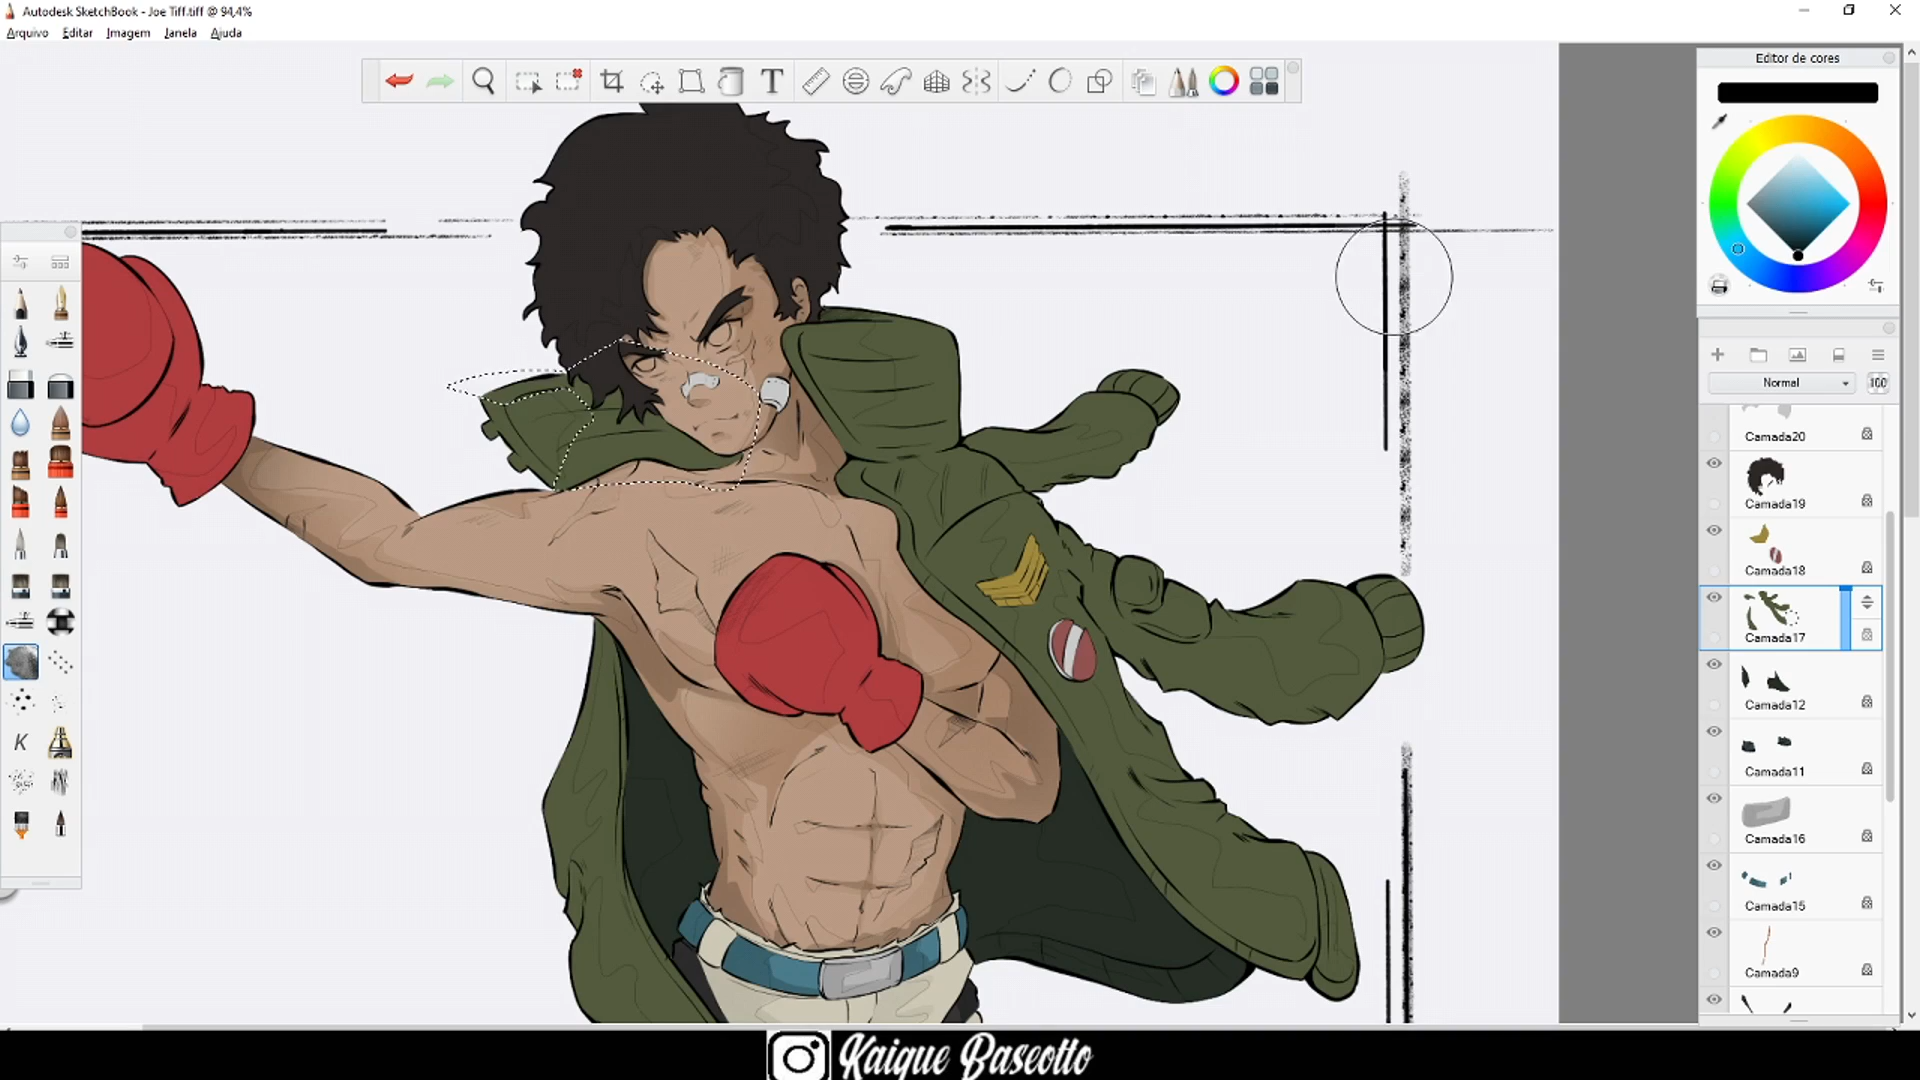 Autodesk SketchBook - Joe Tiff.tiff @ 94,4%
Arquivo Editar Imagem Janela Ajuda
T
Editor de cores
Normal 100
Camada20
Camada19
Camada18
Camada17
Camada12
Camada11
Camada16
Camada15
Camada9
K
Kaique Baseotto